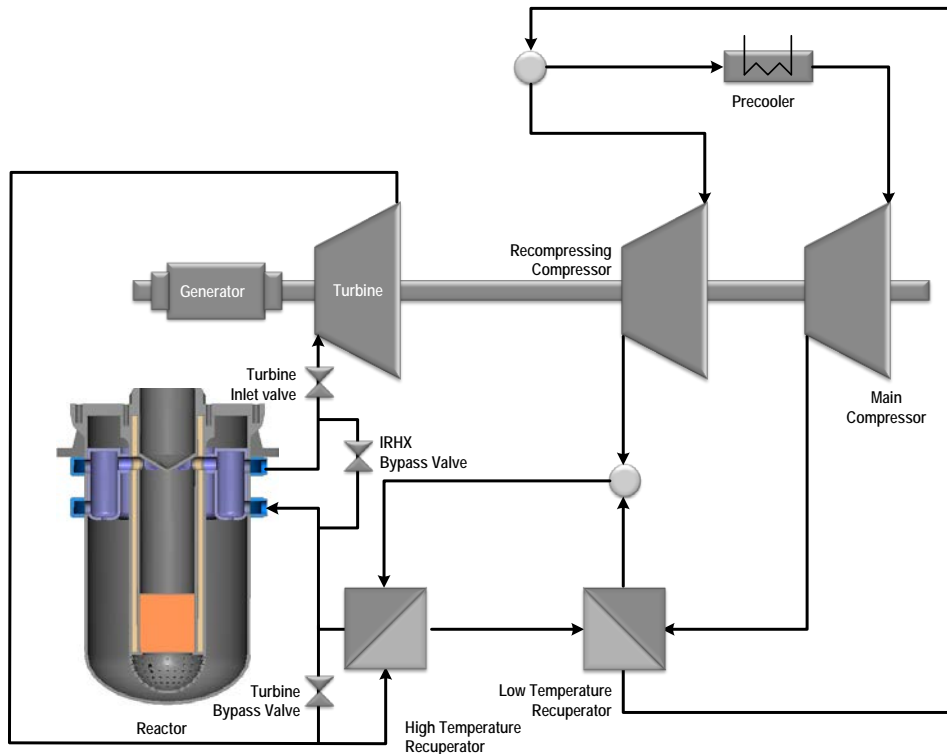 Precooler
Recompressing
Compressor
Generator
Turbine
Turbine
Inlet valve
Main
Compressor
IRHX
Bypass Valve
Turbine
Bypass Valve
Low Temperature
Recuperator
Reactor
High Temperature
Recuperator